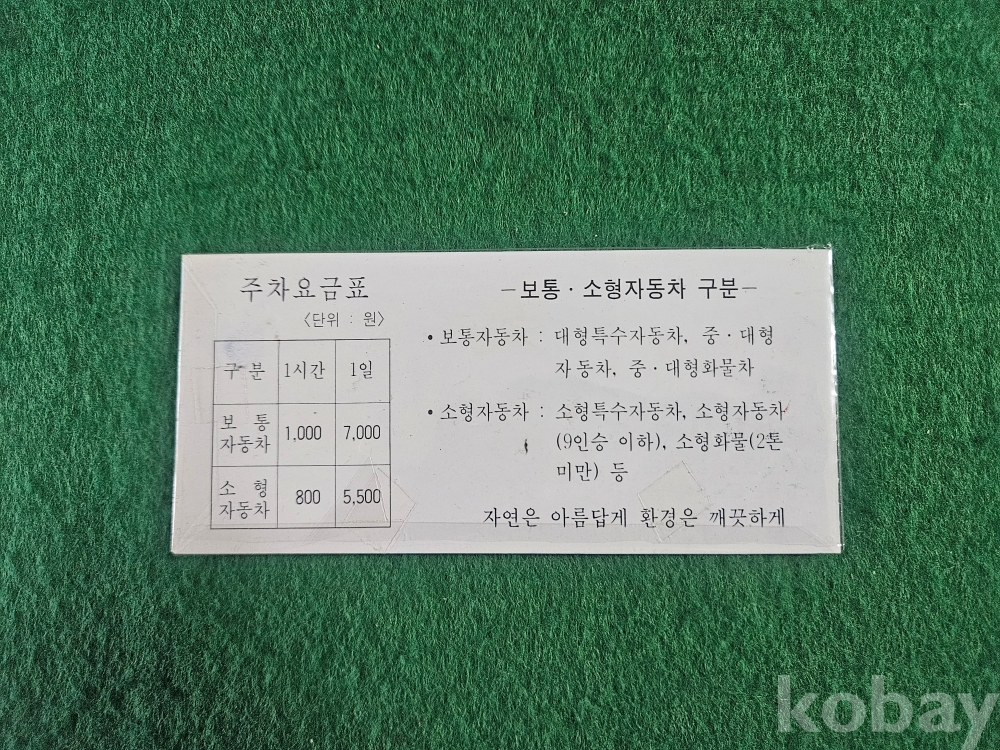 주차요금표
〈단위 : 원〉
구 분 1시간 1일
보 통
자동차 1,000 7,000
소 형
자동차 800 5,500
－보통·소형자동차 구분－
• 보통자동차 : 대형특수자동차, 중·대형
자동차, 중·대형화물차
• 소형자동차 : 소형특수자동차, 소형자동차
(9인승 이하), 소형화물(2톤
미만) 등
자연은 아름답게 환경은 깨끗하게
kobay